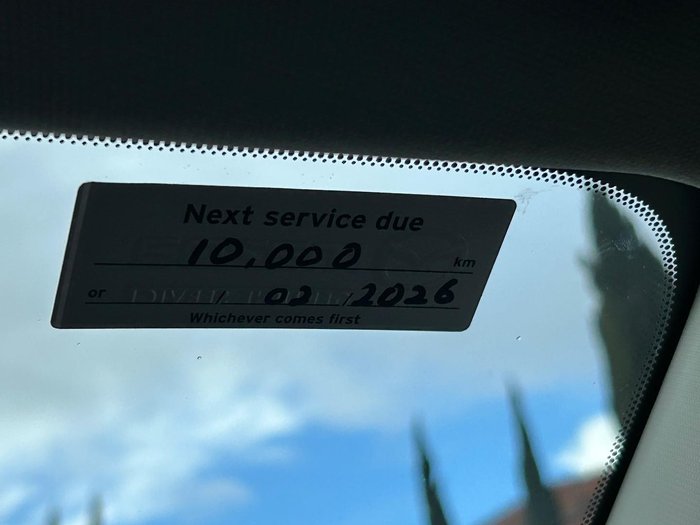 Next service due
10,000 km
or / 02 / 2026
Whichever comes first